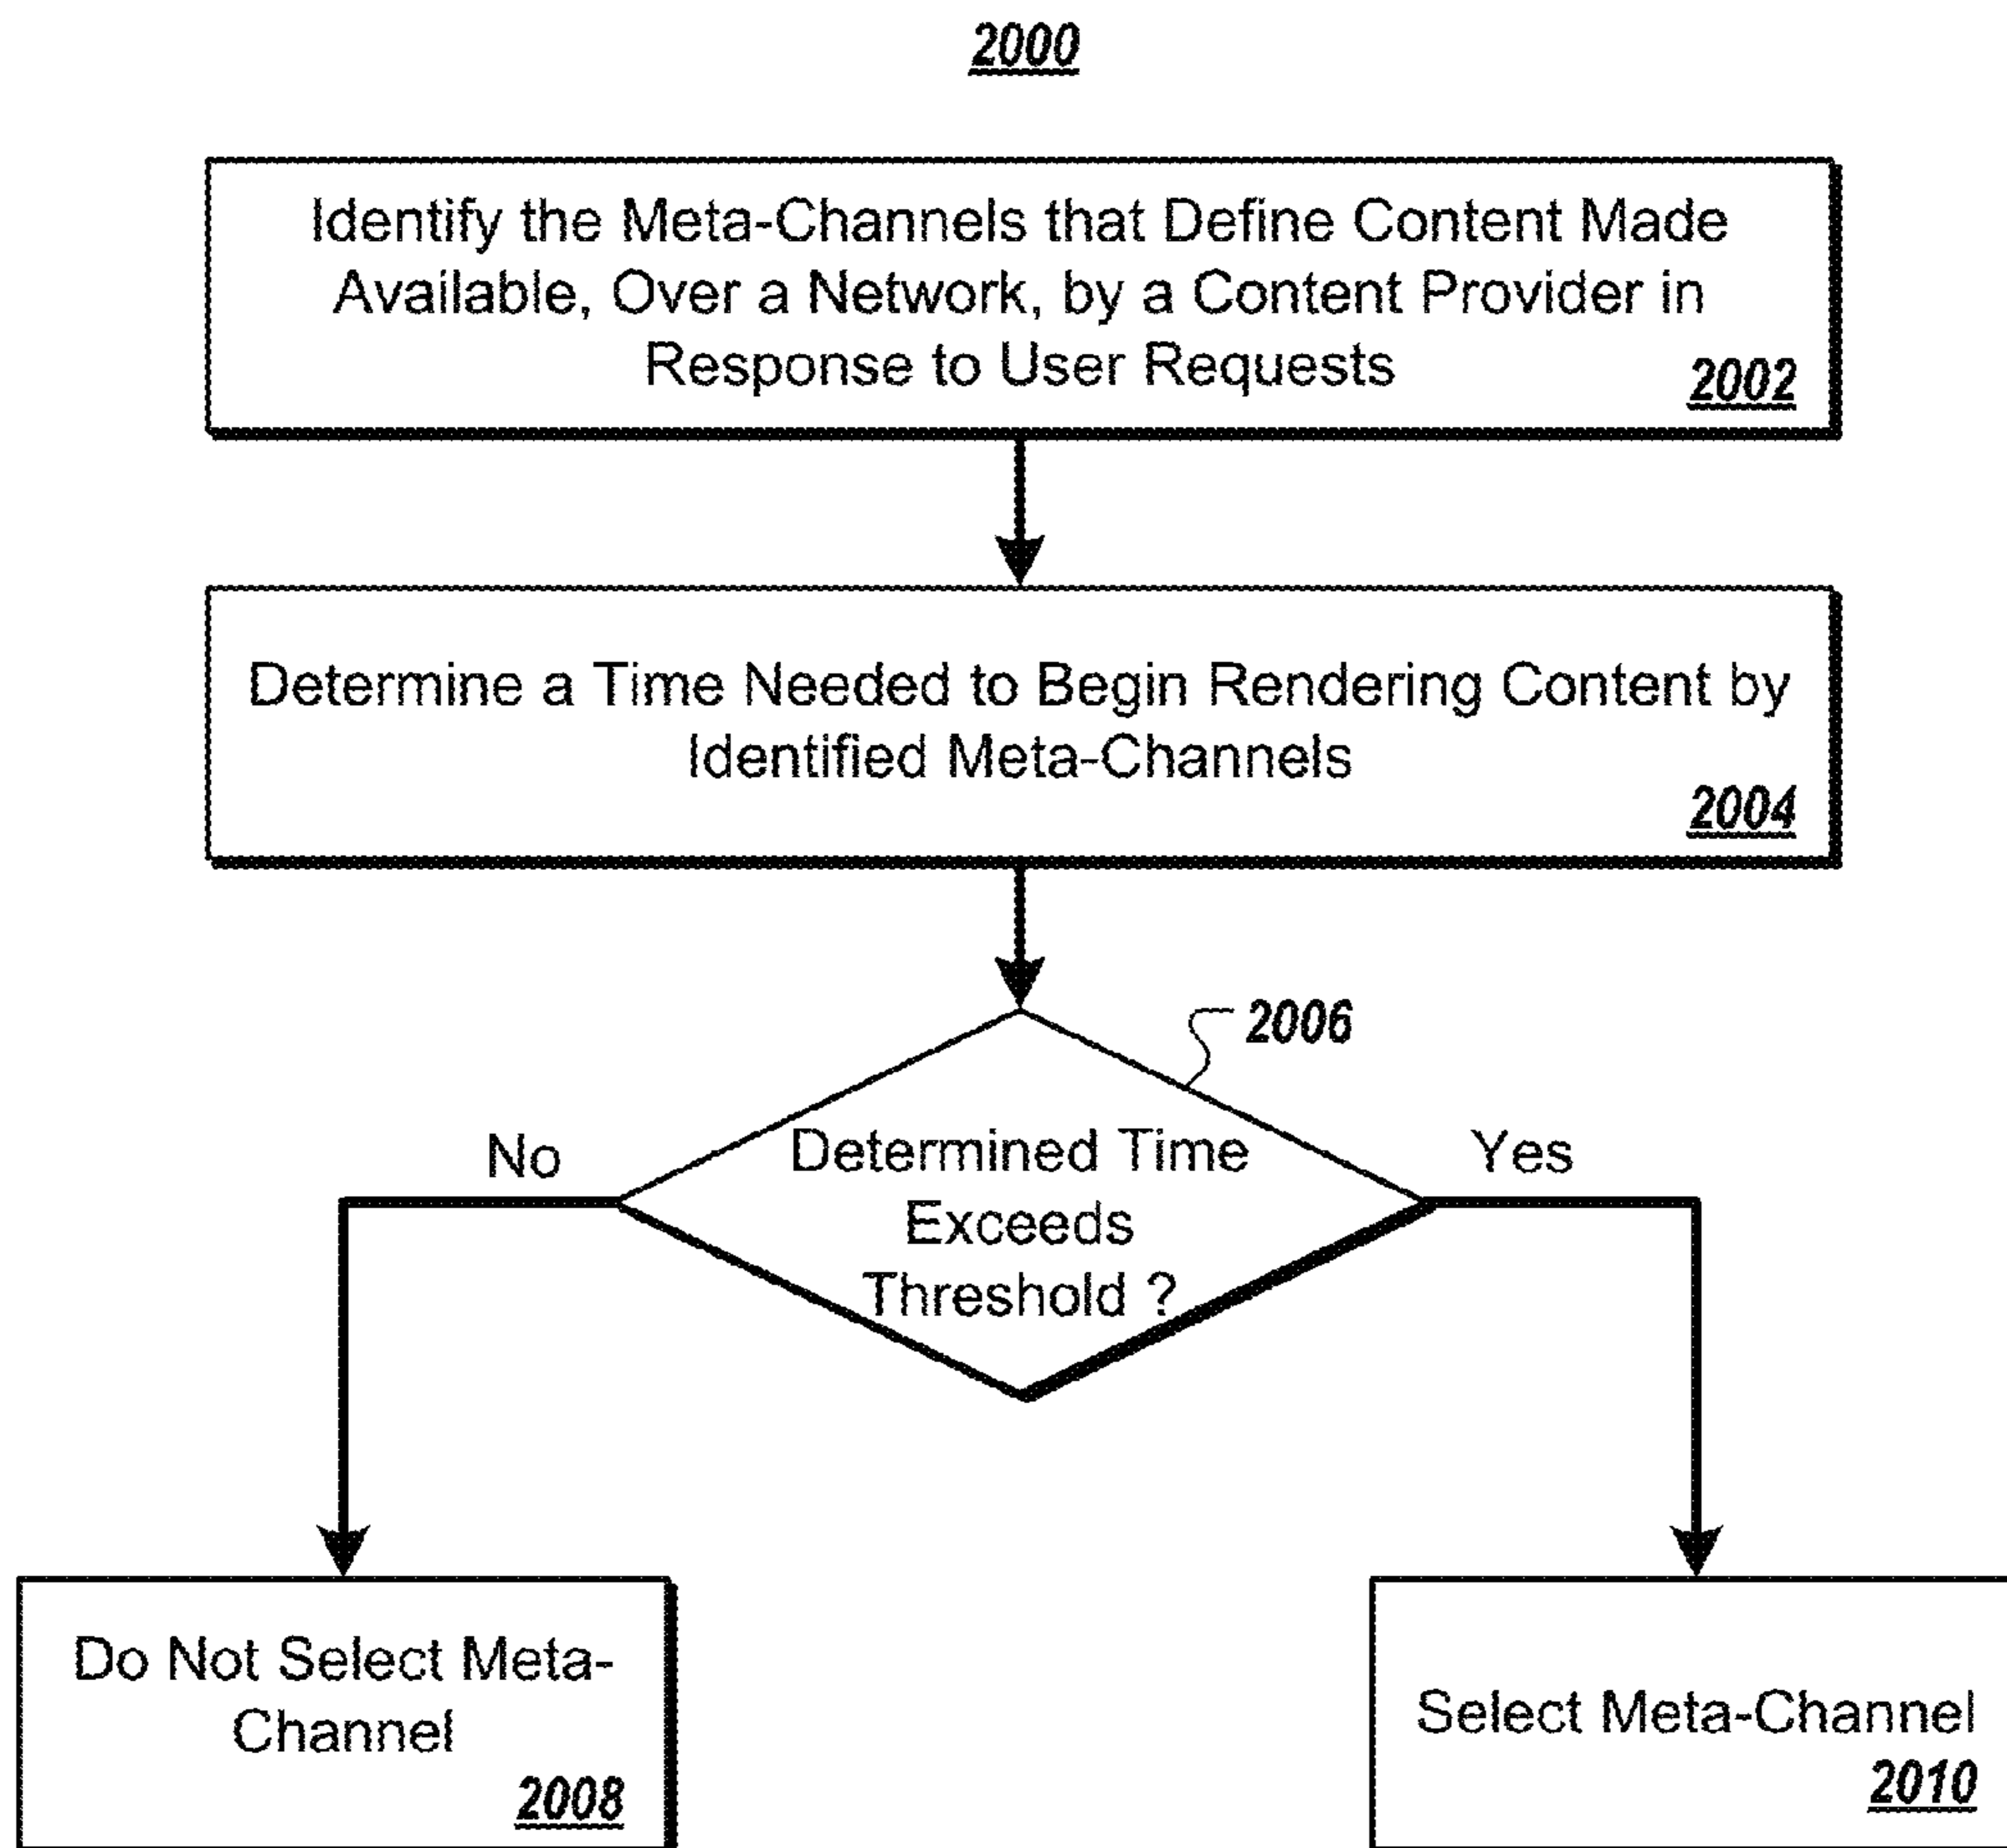 2000
Identify the Meta-Channels that Define Content Made
Available, Over a Network, by a Content Provider in
Response to User Requests
2002
Determine a Time Needed to Begin Rendering Content by
Identified Meta-Channels
2004
2006
No
Determined Time
Exceeds
Threshold ?
Yes
Do Not Select Meta-
Channel
2008
Select Meta-Channel
2010